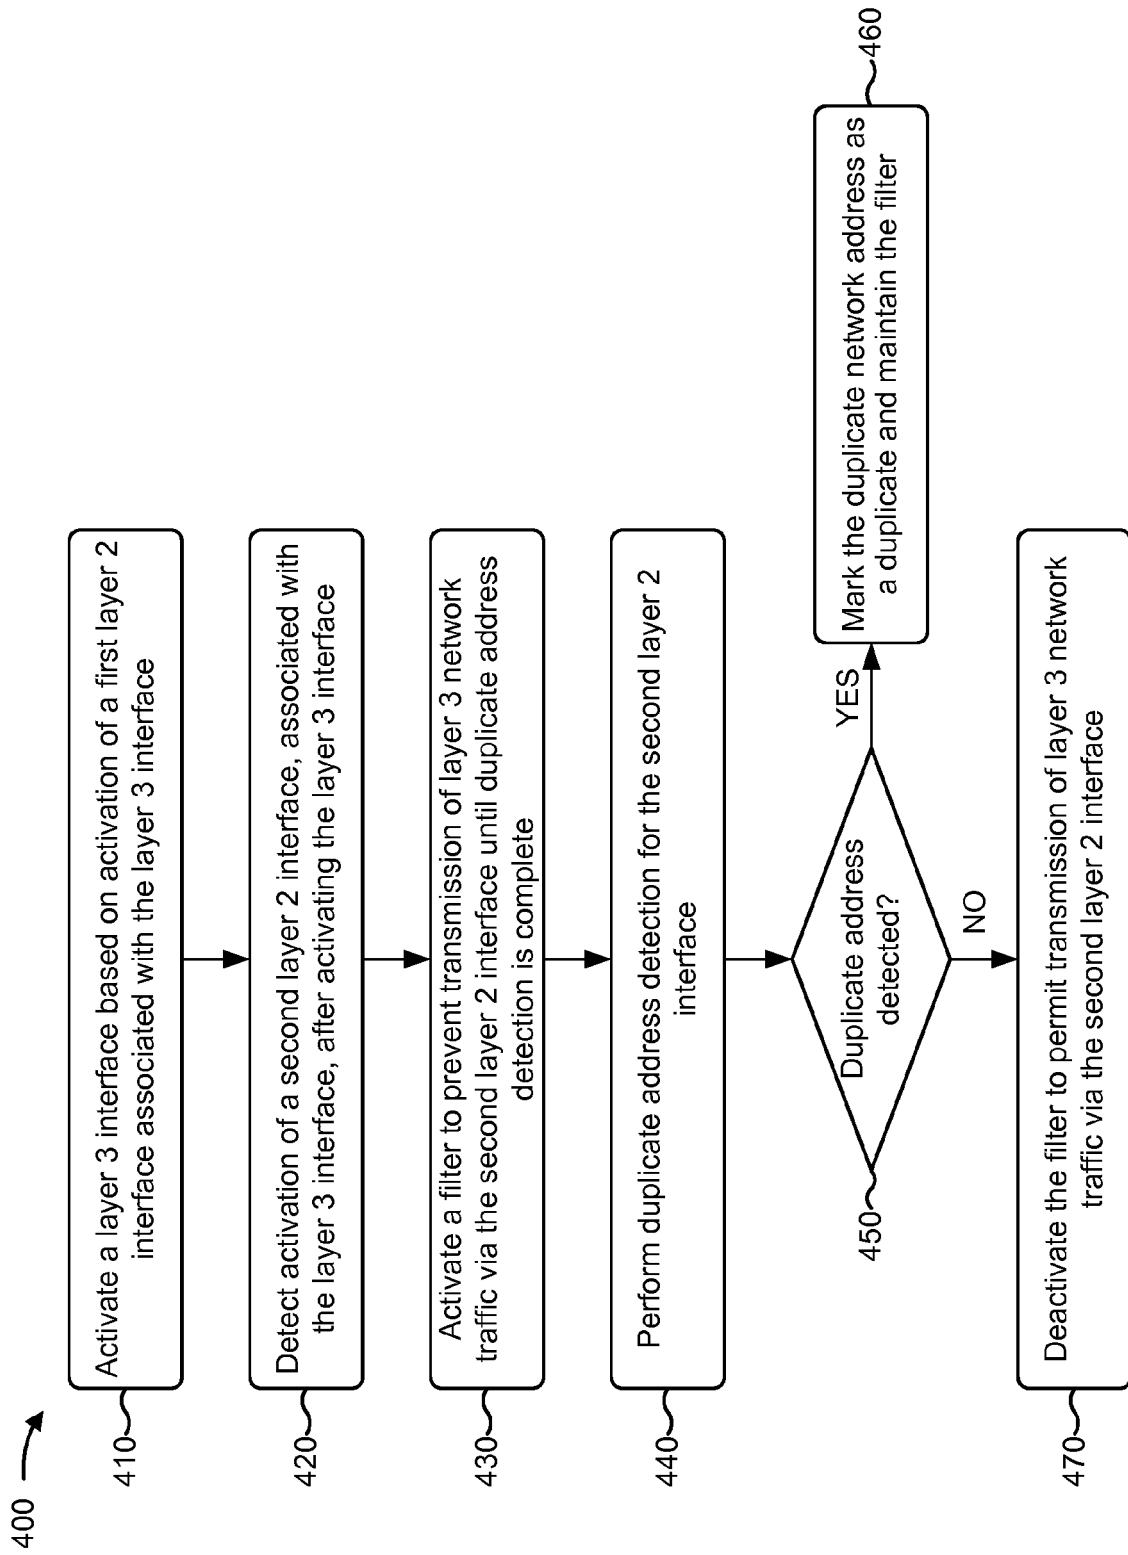 400
410
Activate a layer 3 interface based on activation of a first layer 2
interface associated with the layer 3 interface
420
Detect activation of a second layer 2 interface, associated with
the layer 3 interface, after activating the layer 3 interface
430
Activate a filter to prevent transmission of layer 3 network
traffic via the second layer 2 interface until duplicate address
detection is complete
440
Perform duplicate address detection for the second layer 2
interface
450
Duplicate address
detected?
YES
460
Mark the duplicate network address as
a duplicate and maintain the filter
NO
470
Deactivate the filter to permit transmission of layer 3 network
traffic via the second layer 2 interface